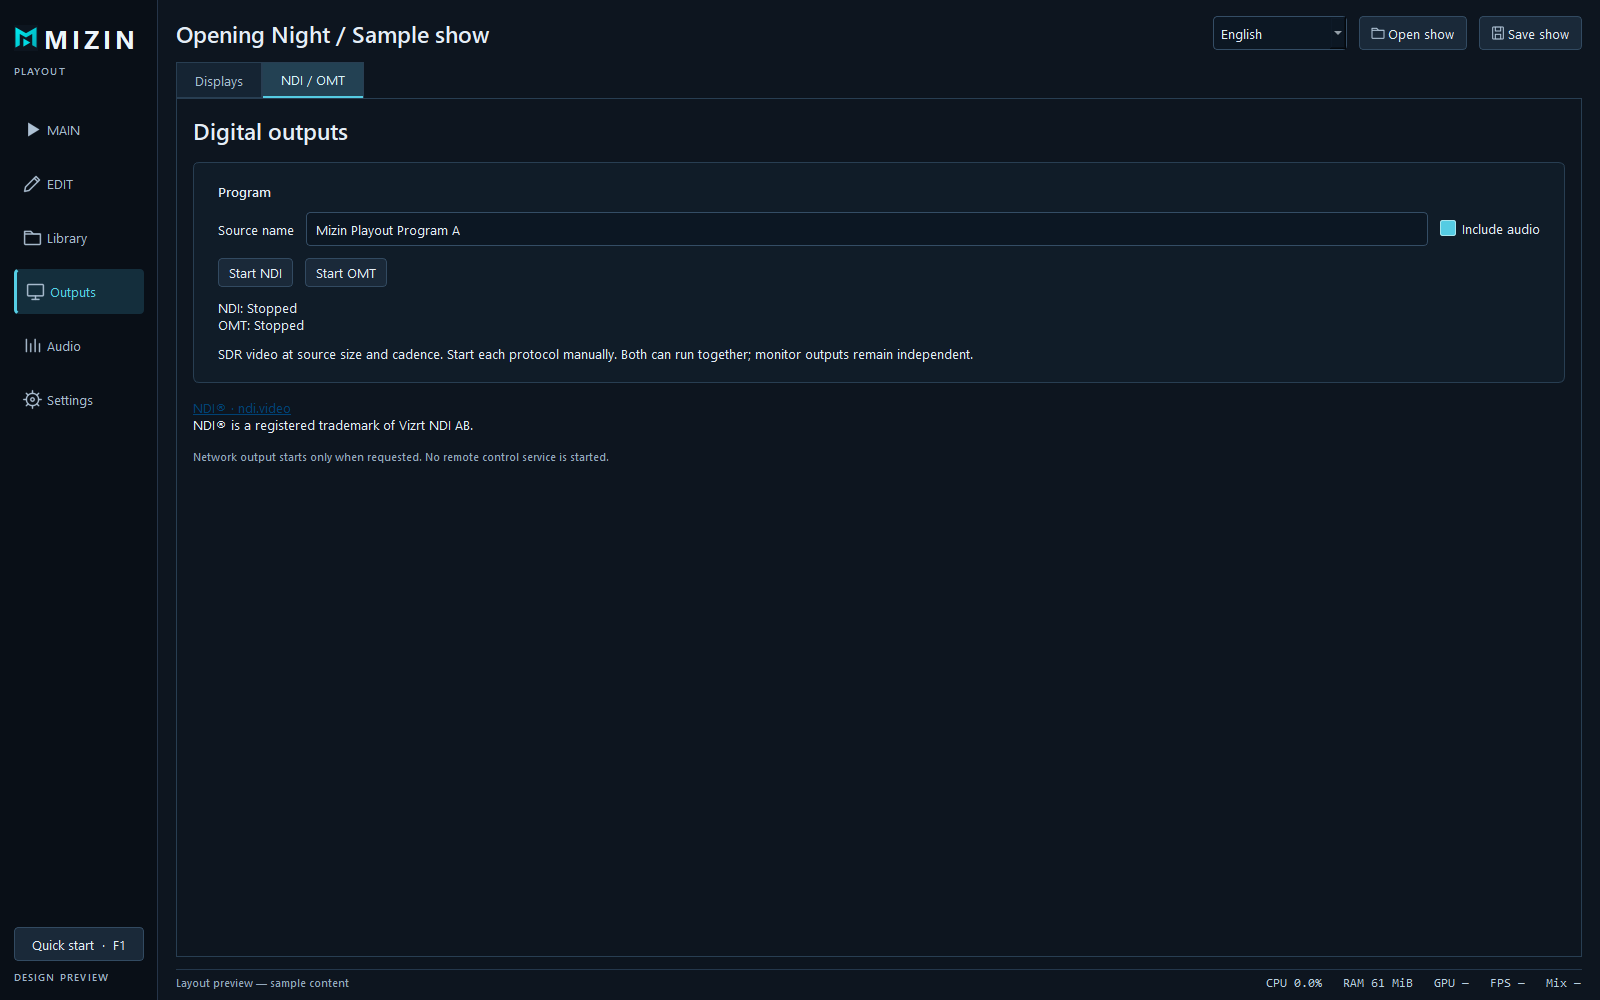 MIZIN
PLAYOUT
MAIN
EDIT
Library
Outputs
Audio
Settings
Quick start · F1
DESIGN PREVIEW
Opening Night / Sample show
English
Open show
Save show
Displays
NDI / OMT
Digital outputs
Program
Source name
Mizin Playout Program A
Include audio
Start NDI
Start OMT
NDI: Stopped
OMT: Stopped
SDR video at source size and cadence. Start each protocol manually. Both can run together; monitor outputs remain independent.
NDI® · ndi.video
NDI® is a registered trademark of Vizrt NDI AB.
Network output starts only when requested. No remote control service is started.
Layout preview — sample content
CPU 0.0% RAM 61 MiB GPU — FPS — Mix —